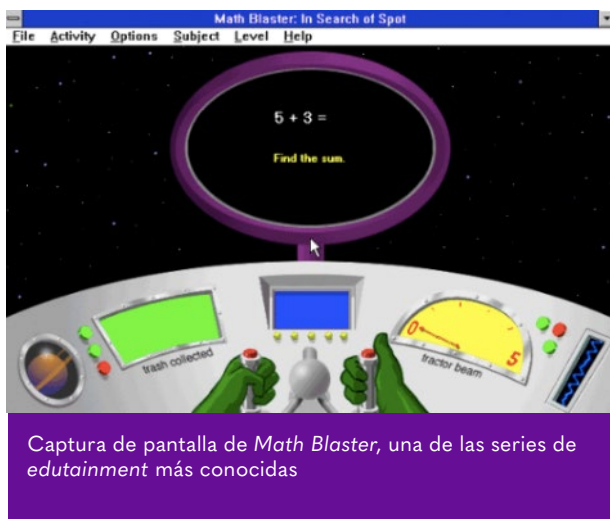 Math Blaster: In Search of Spot
File Activity Options Subject Level Help
5 + 3 =
Find the sum.
trash collected
0
5
tractor beam
Captura de pantalla de Math Blaster, una de las series de
edutainment más conocidas